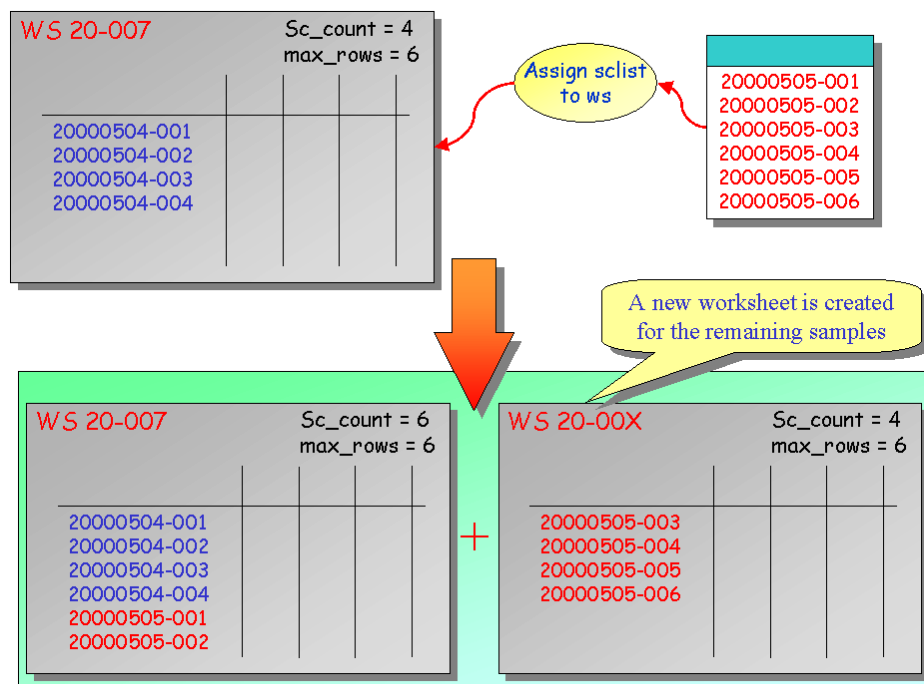 WS 20-007
Sc_count = 4
max_rows = 6
20000504-001
20000504-002
20000504-003
20000504-004
Assign sclist
to ws
20000505-001
20000505-002
20000505-003
20000505-004
20000505-005
20000505-006
A new worksheet is created
for the remaining samples
WS 20-007
Sc_count = 6
max_rows = 6
20000504-001
20000504-002
20000504-003
20000504-004
20000505-001
20000505-002
+
WS 20-00X
Sc_count = 4
max_rows = 6
20000505-003
20000505-004
20000505-005
20000505-006